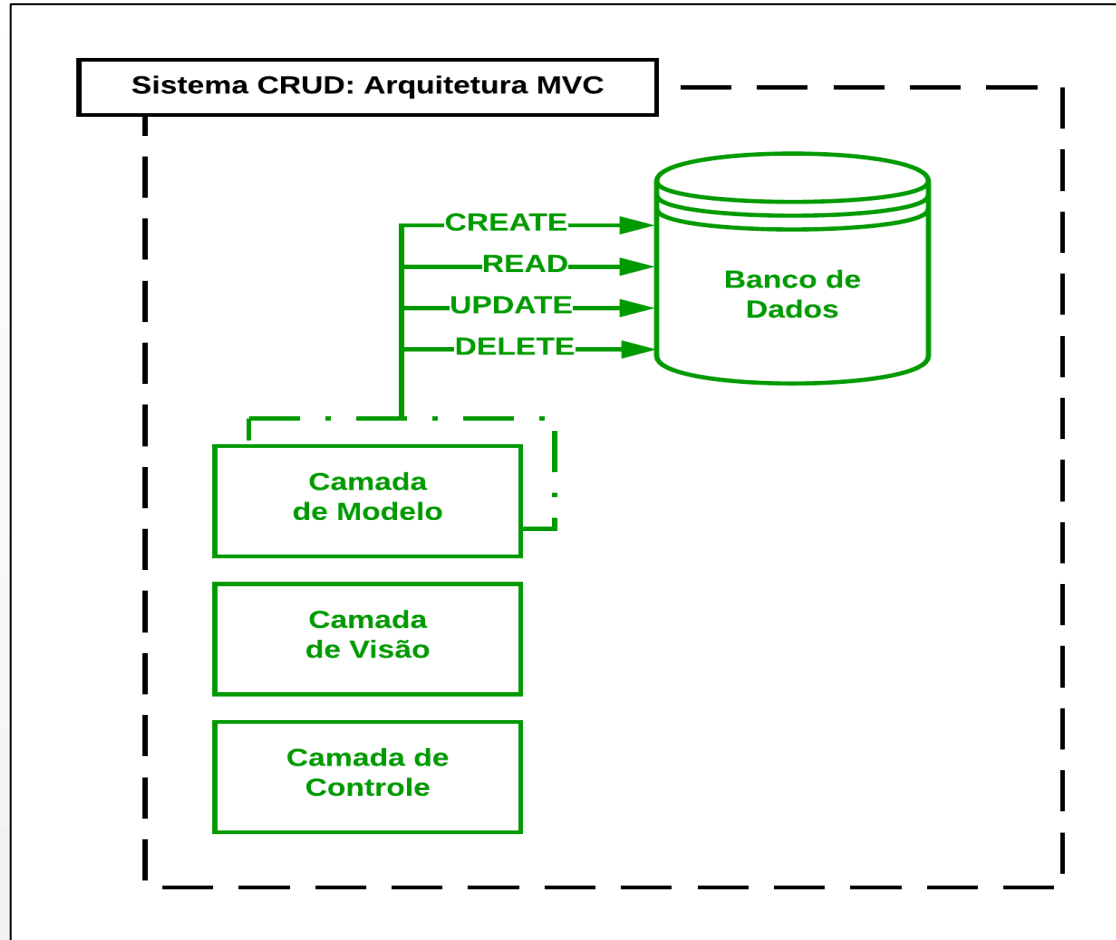 Sistema CRUD: Arquitetura MVC
CREATE
READ
UPDATE
DELETE
Banco de
Dados
Camada
de Modelo
Camada
de Visão
Camada de
Controle